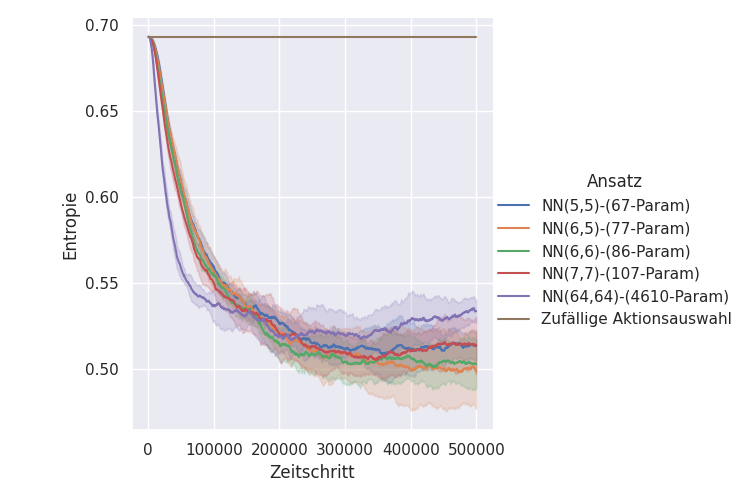 0.70
0.65
0.60
0.55
0.50
Entropie
0 100000 200000 300000 400000 500000
Zeitschritt
Ansatz
NN(5,5)-(67-Param)
NN(6,5)-(77-Param)
NN(6,6)-(86-Param)
NN(7,7)-(107-Param)
NN(64,64)-(4610-Param)
Zufällige Aktionsauswahl